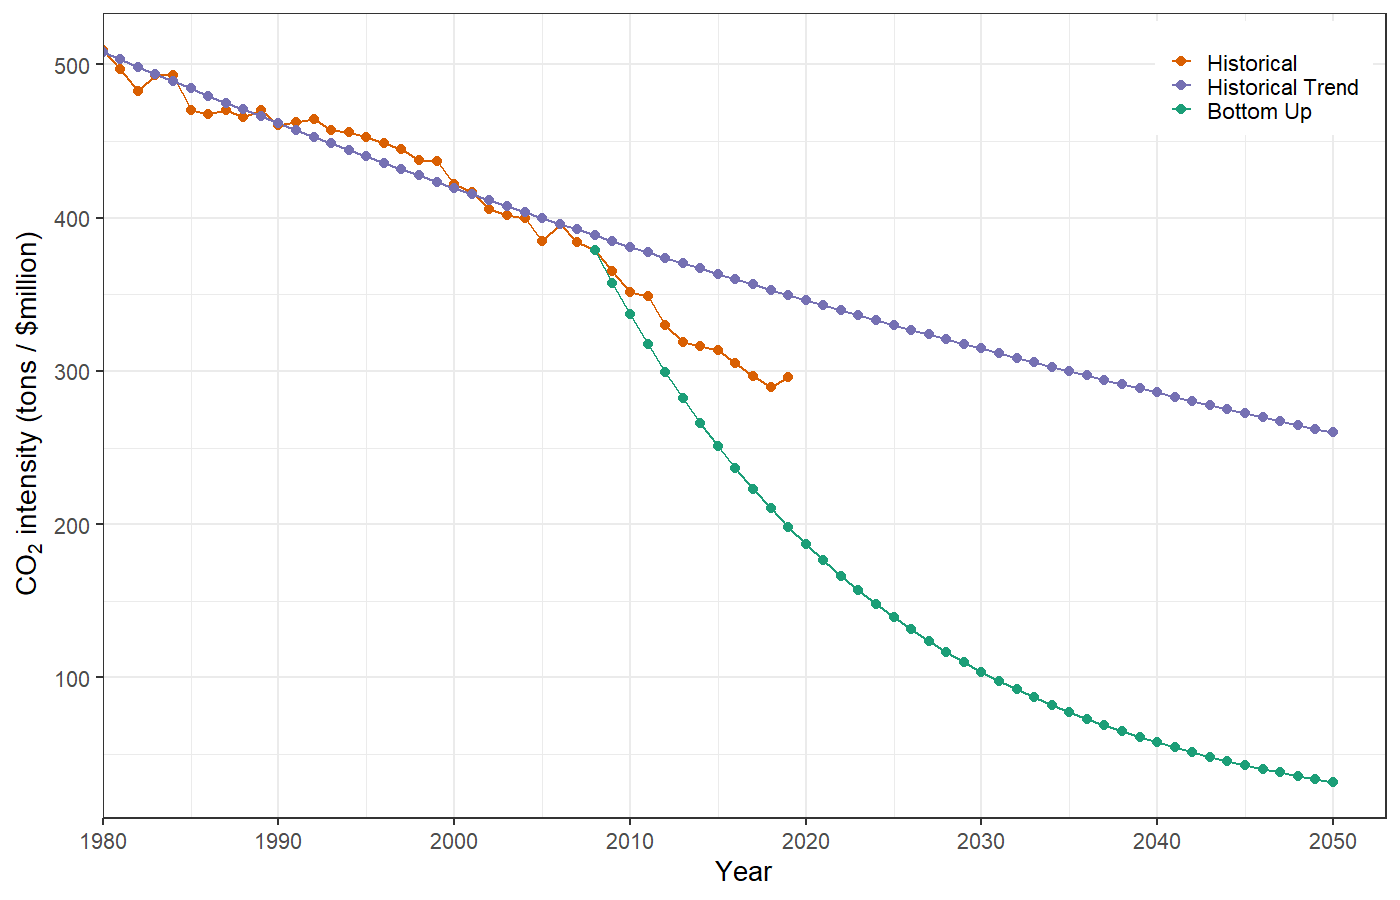 Historical
Historical Trend
Bottom Up
500
400
300
200
100
CO₂ intensity (tons / $million)
1980 1990 2000 2010 2020 2030 2040 2050
Year